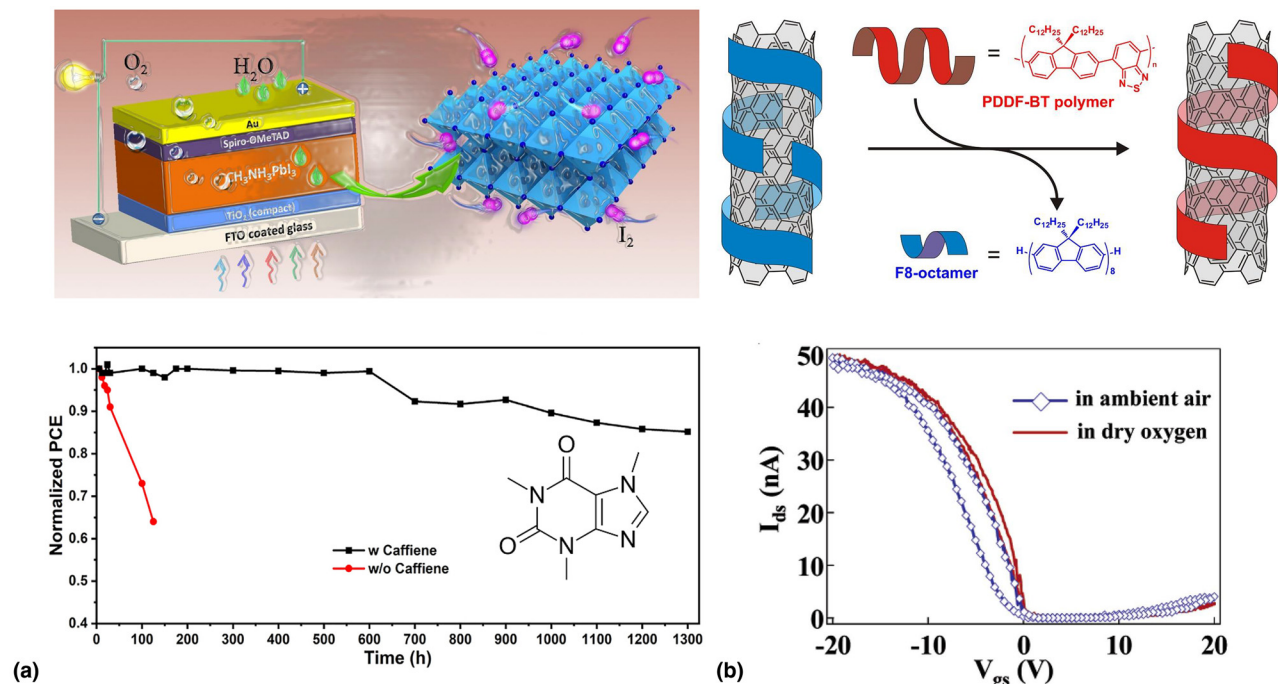 O2
H2O
Au
Spiro-OMeTAD
CH3NH3PbI3
TiO2 (compact)
FTO coated glass
I2
C12H25
C12H25
n
N
S
N
=
PDDF-BT polymer
C12H25
C12H25
H
H
8
F8-octamer
=
Normalized PCE
1.0
0.9
0.8
0.7
0.6
0.5
0.4
w Caffiene
w/o Caffiene
O
N
N
O
N
N
0 100 200 300 400 500 600 700 800 900 1000 1100 1200 1300
Time (h)
(a)
Ids (nA)
50
40
30
20
10
0
in ambient air
in dry oxygen
-20 -10 0 10 20
Vgs (V)
(b)